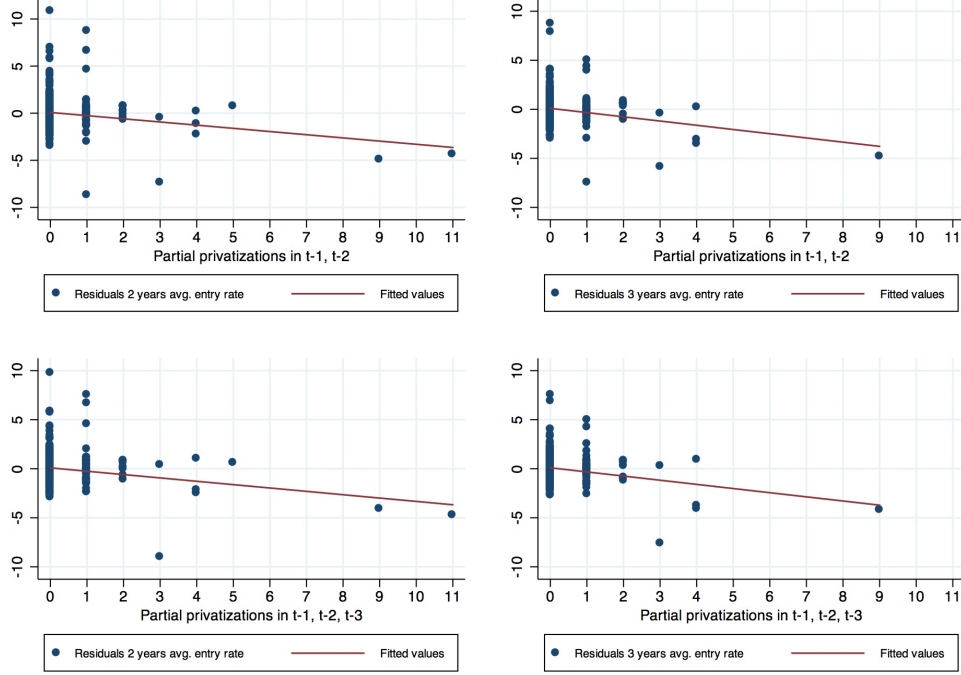 10
5
0
-5
-10
0 1 2 3 4 5 6 7 8 9 10 11
Partial privatizations in t-1, t-2
Residuals 2 years avg. entry rate Fitted values
10
5
0
-5
-10
0 1 2 3 4 5 6 7 8 9 10 11
Partial privatizations in t-1, t-2
Residuals 3 years avg. entry rate Fitted values
10
5
0
-5
-10
0 1 2 3 4 5 6 7 8 9 10 11
Partial privatizations in t-1, t-2, t-3
Residuals 2 years avg. entry rate Fitted values
10
5
0
-5
-10
0 1 2 3 4 5 6 7 8 9 10 11
Partial privatizations in t-1, t-2, t-3
Residuals 3 years avg. entry rate Fitted values